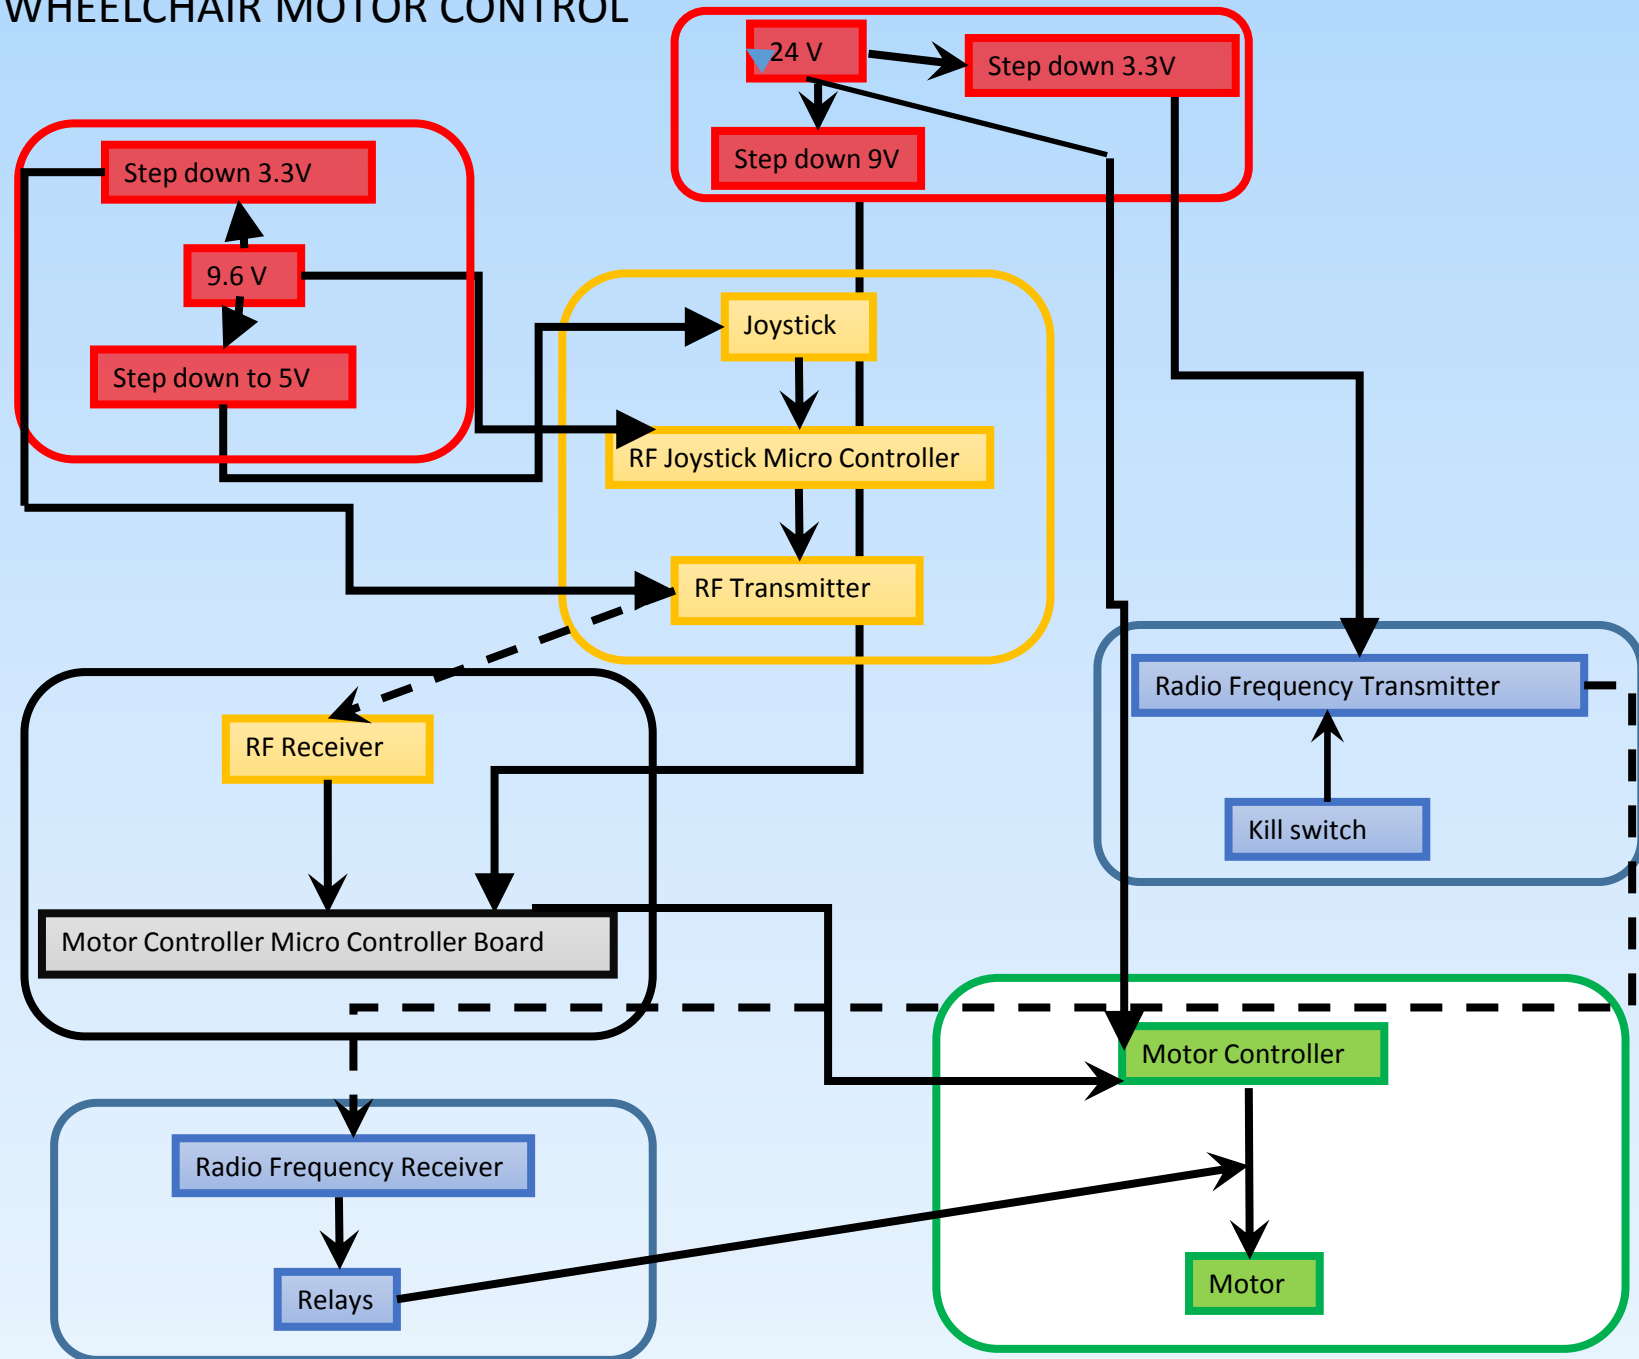 WHEELCHAIR MOTOR CONTROL
24 V
Step down 3.3V
Step down 9V
Step down 3.3V
9.6 V
Step down to 5V
Joystick
RF Joystick Micro Controller
RF Transmitter
Radio Frequency Transmitter
Kill switch
RF Receiver
Motor Controller Micro Controller Board
Motor Controller
Radio Frequency Receiver
Relays
Motor